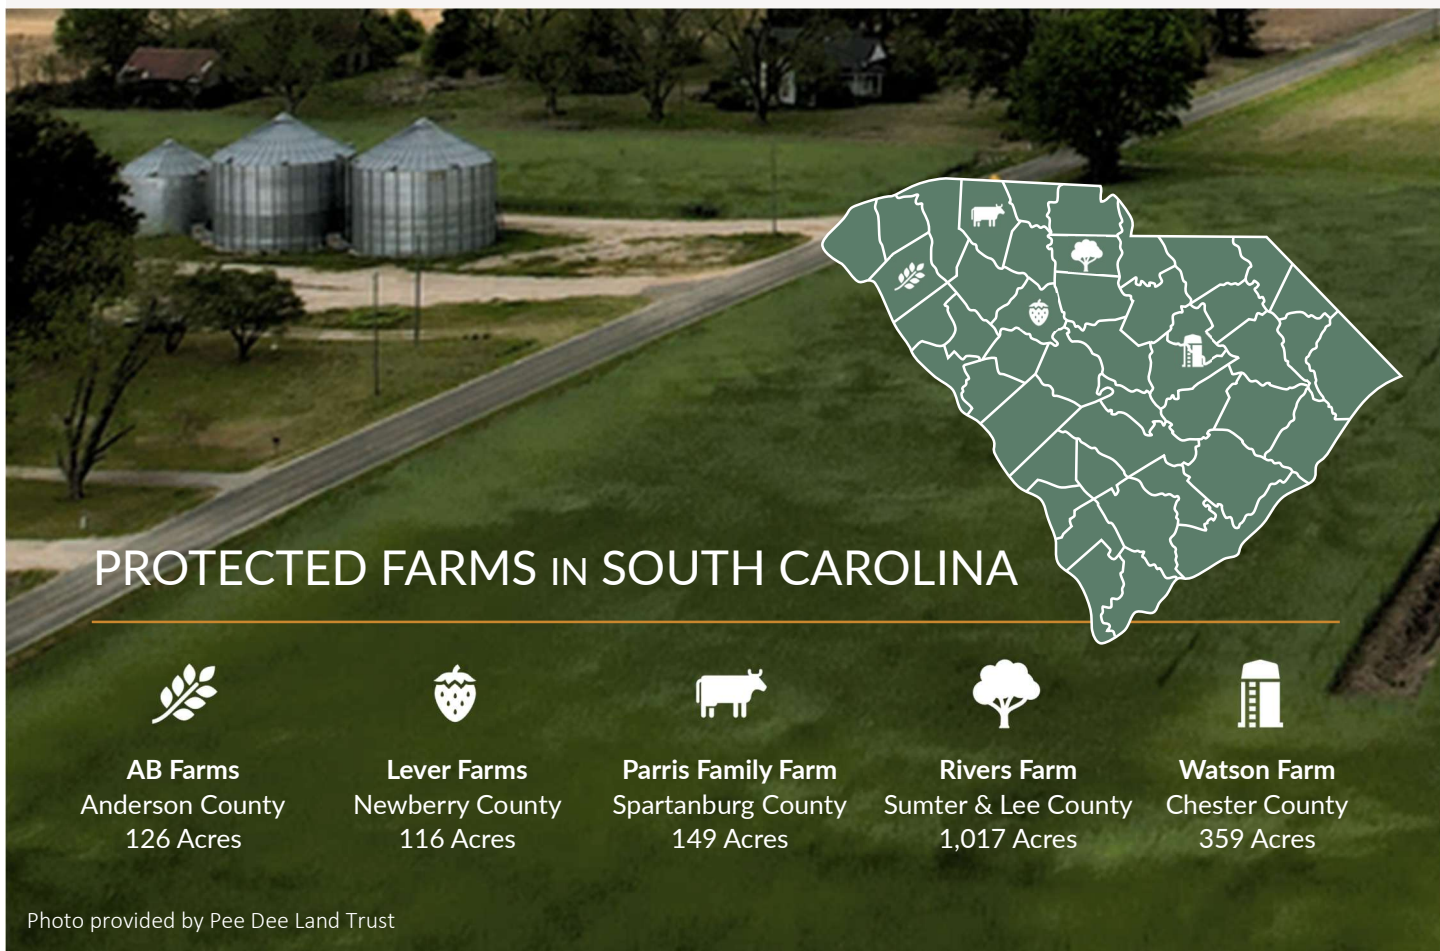 PROTECTED FARMS IN SOUTH CAROLINA
AB Farms
Anderson County
126 Acres
Lever Farms
Newberry County
116 Acres
Parris Family Farm
Spartanburg County
149 Acres
Rivers Farm
Sumter & Lee County
1,017 Acres
Watson Farm
Chester County
359 Acres
Photo provided by Pee Dee Land Trust